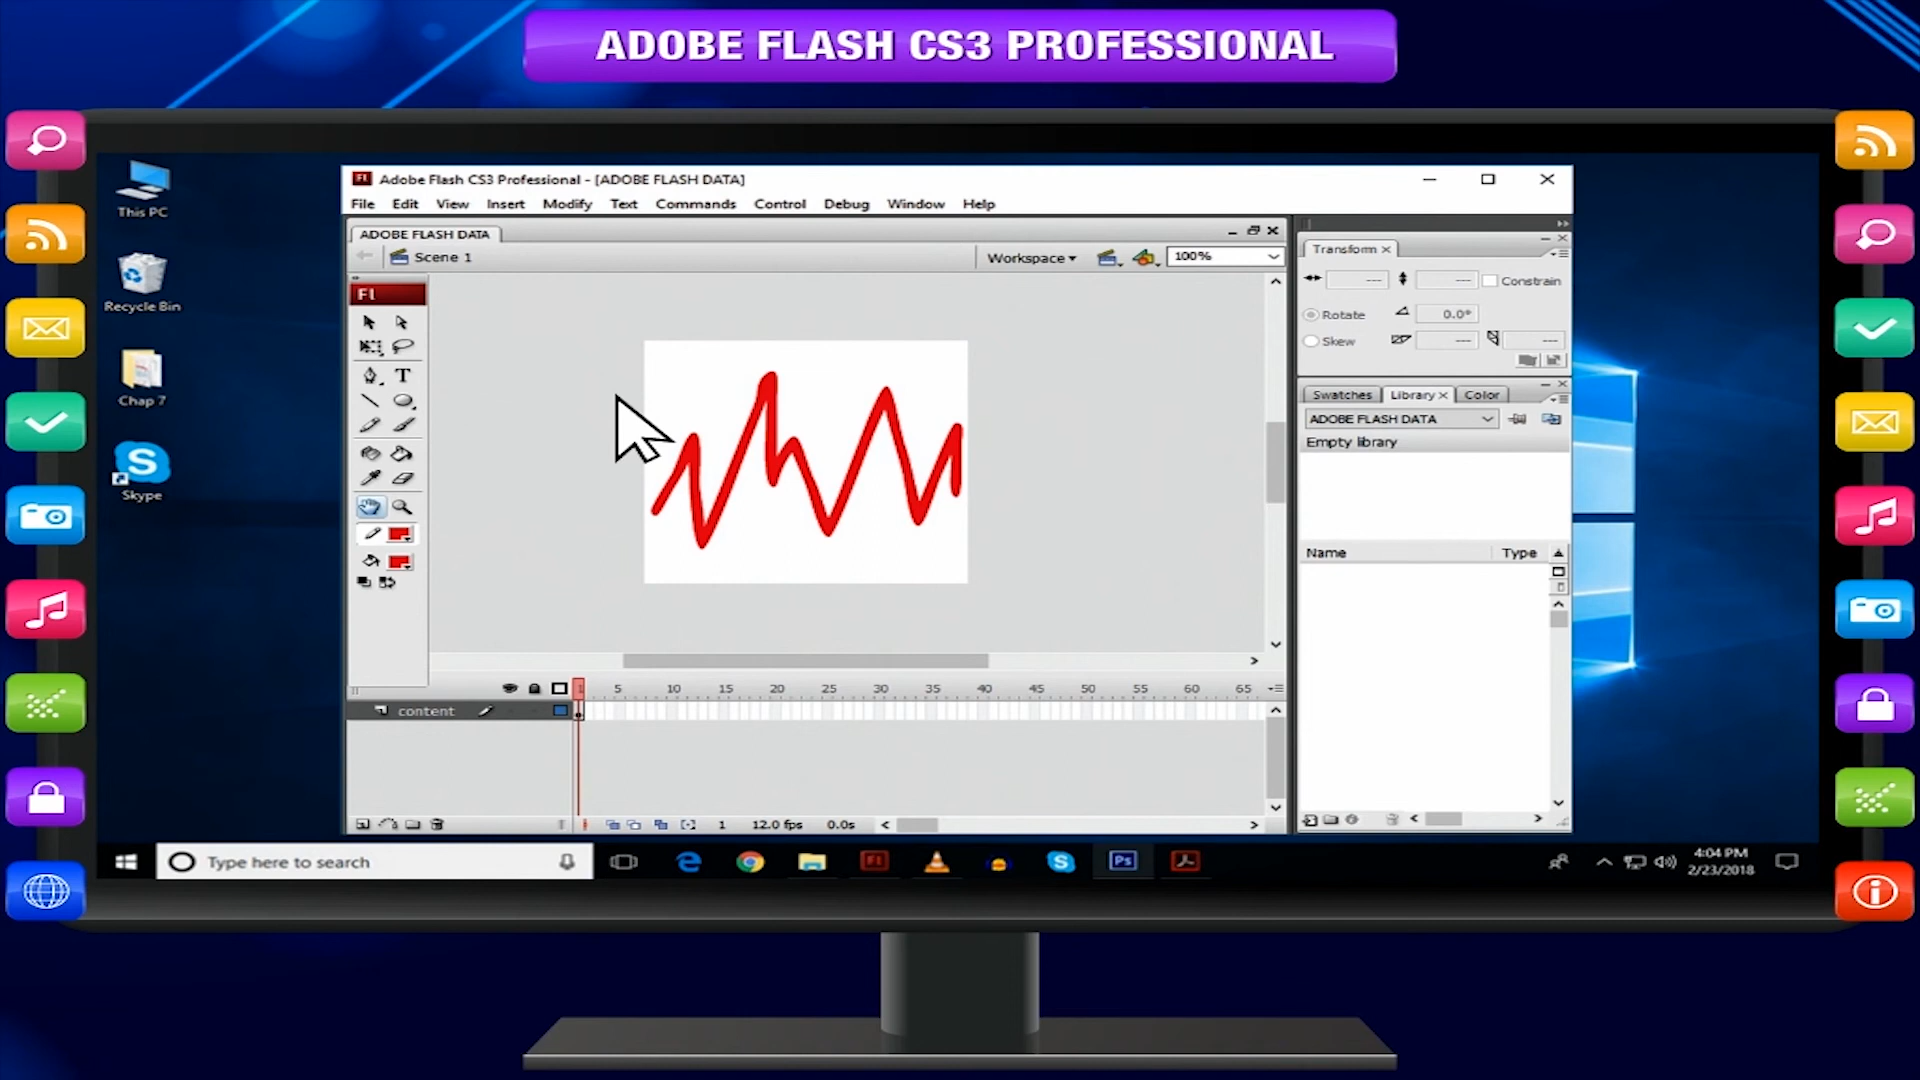 ADOBE FLASH CS3 PROFESSIONAL
This PC
Recycle Bin
Chap 7
Skype
Fl Adobe Flash CS3 Professional - [ADOBE FLASH DATA]
File Edit View Insert Modify Text Commands Control Debug Window Help
ADOBE FLASH DATA
Scene 1 Workspace 100%
Fl
T
Transform
Constrain
Rotate 0.0°
Skew
Swatches Library Color
ADOBE FLASH DATA
Empty library
Name Type
1 5 10 15 20 25 30 35 40 45 50 55 60 65
content
1 12.0 fps 0.0s
Type here to search
Fl
S
Ps
4:04 PM
2/23/2018